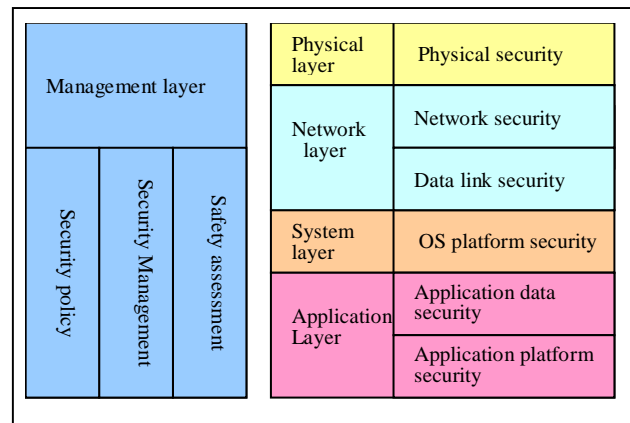 Management layer
Security policy
Security Management
Safety assessment
Physical
layer
Physical security
Network
layer
Network security
Data link security
System
layer
OS platform security
Application
Layer
Application data
security
Application platform
security